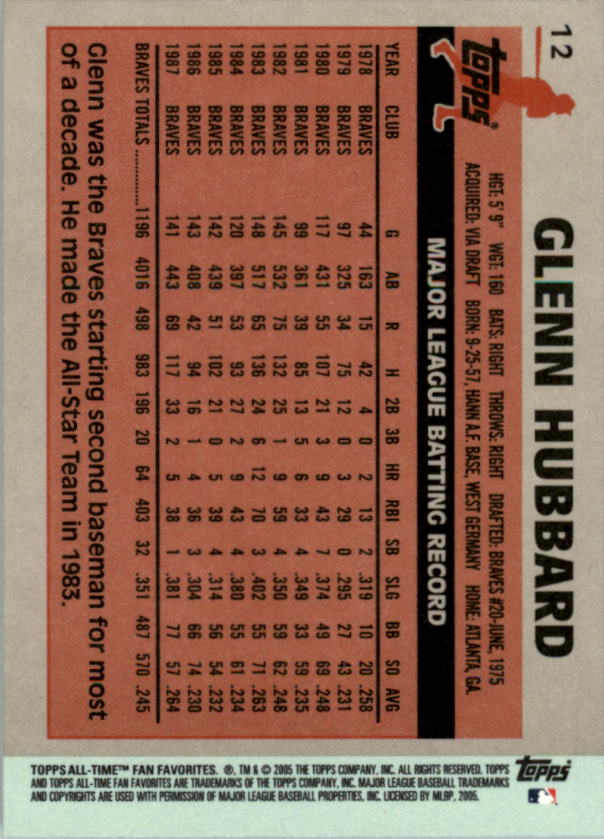 12
GLENN HUBBARD
topps®
HGT: 5' 9" WGT: 160 BATS: RIGHT THROWS: RIGHT DRAFTED: BRAVES #20-JUNE, 1975
ACQUIRED: VIA DRAFT BORN: 9-25-57, HANN A.F. BASE, WEST GERMANY HOME: ATLANTA, GA.
MAJOR LEAGUE BATTING RECORD
YEAR CLUB G AB R H 2B 3B HR RBI SB SLG BB SO AVG
1978 BRAVES 44 163 15 42 4 0 2 13 2 .319 10 20 .258
1979 BRAVES 97 325 34 75 12 0 3 29 0 .295 27 43 .231
1980 BRAVES 117 431 55 107 21 3 9 43 7 .374 49 69 .248
1981 BRAVES 99 361 39 85 13 5 6 33 4 .349 33 59 .235
1982 BRAVES 145 532 75 132 25 1 9 59 4 .350 59 62 .248
1983 BRAVES 148 517 65 136 24 6 12 70 3 .402 55 71 .263
1984 BRAVES 120 397 53 93 27 2 9 43 4 .380 55 61 .234
1985 BRAVES 142 439 51 102 21 0 5 39 4 .314 56 54 .232
1986 BRAVES 143 408 42 94 16 1 4 36 3 .304 66 74 .230
1987 BRAVES 141 443 69 117 33 2 5 38 1 .381 77 57 .264
BRAVES TOTALS .............. 1196 4016 498 983 196 20 64 403 32 .351 487 570 .245
Glenn was the Braves starting second baseman for most
of a decade. He made the All-Star Team in 1983.
TOPPS ALL-TIME™ FAN FAVORITES. ®, TM & © 2005 THE TOPPS COMPANY, INC. ALL RIGHTS RESERVED. TOPPS
AND TOPPS ALL-TIME FAN FAVORITES ARE TRADEMARKS OF THE TOPPS COMPANY, INC. MAJOR LEAGUE BASEBALL TRADEMARKS
AND COPYRIGHTS ARE USED WITH PERMISSION OF MAJOR LEAGUE BASEBALL PROPERTIES, INC. LICENSED BY MLBP, 2005.
topps®